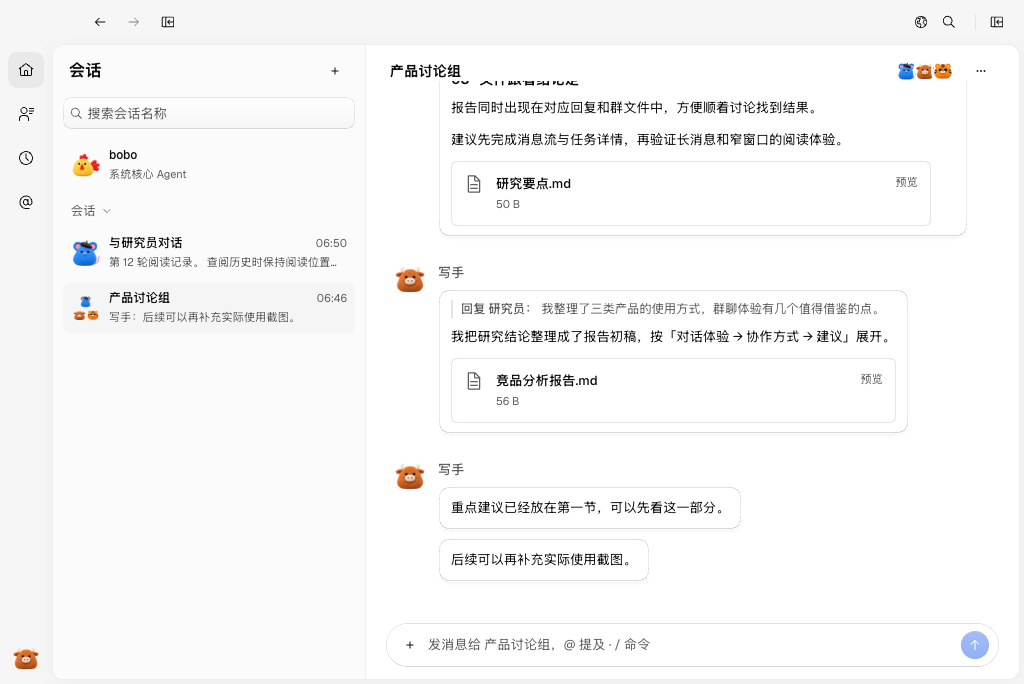 会话
搜索会话名称
bobo
系统核心 Agent
会话
与研究员对话 06:50
第 12 轮阅读记录。 查阅历史时保持阅读位置…
产品讨论组 06:46
写手：后续可以再补充实际使用截图。
产品讨论组
报告同时出现在对应回复和群文件中，方便顺着讨论找到结果。
建议先完成消息流与任务详情，再验证长消息和窄窗口的阅读体验。
研究要点.md 预览
50 B
写手
回复 研究员： 我整理了三类产品的使用方式，群聊体验有几个值得借鉴的点。
我把研究结论整理成了报告初稿，按「对话体验 → 协作方式 → 建议」展开。
竞品分析报告.md 预览
56 B
写手
重点建议已经放在第一节，可以先看这一部分。
后续可以再补充实际使用截图。
发消息给 产品讨论组，@ 提及 · / 命令